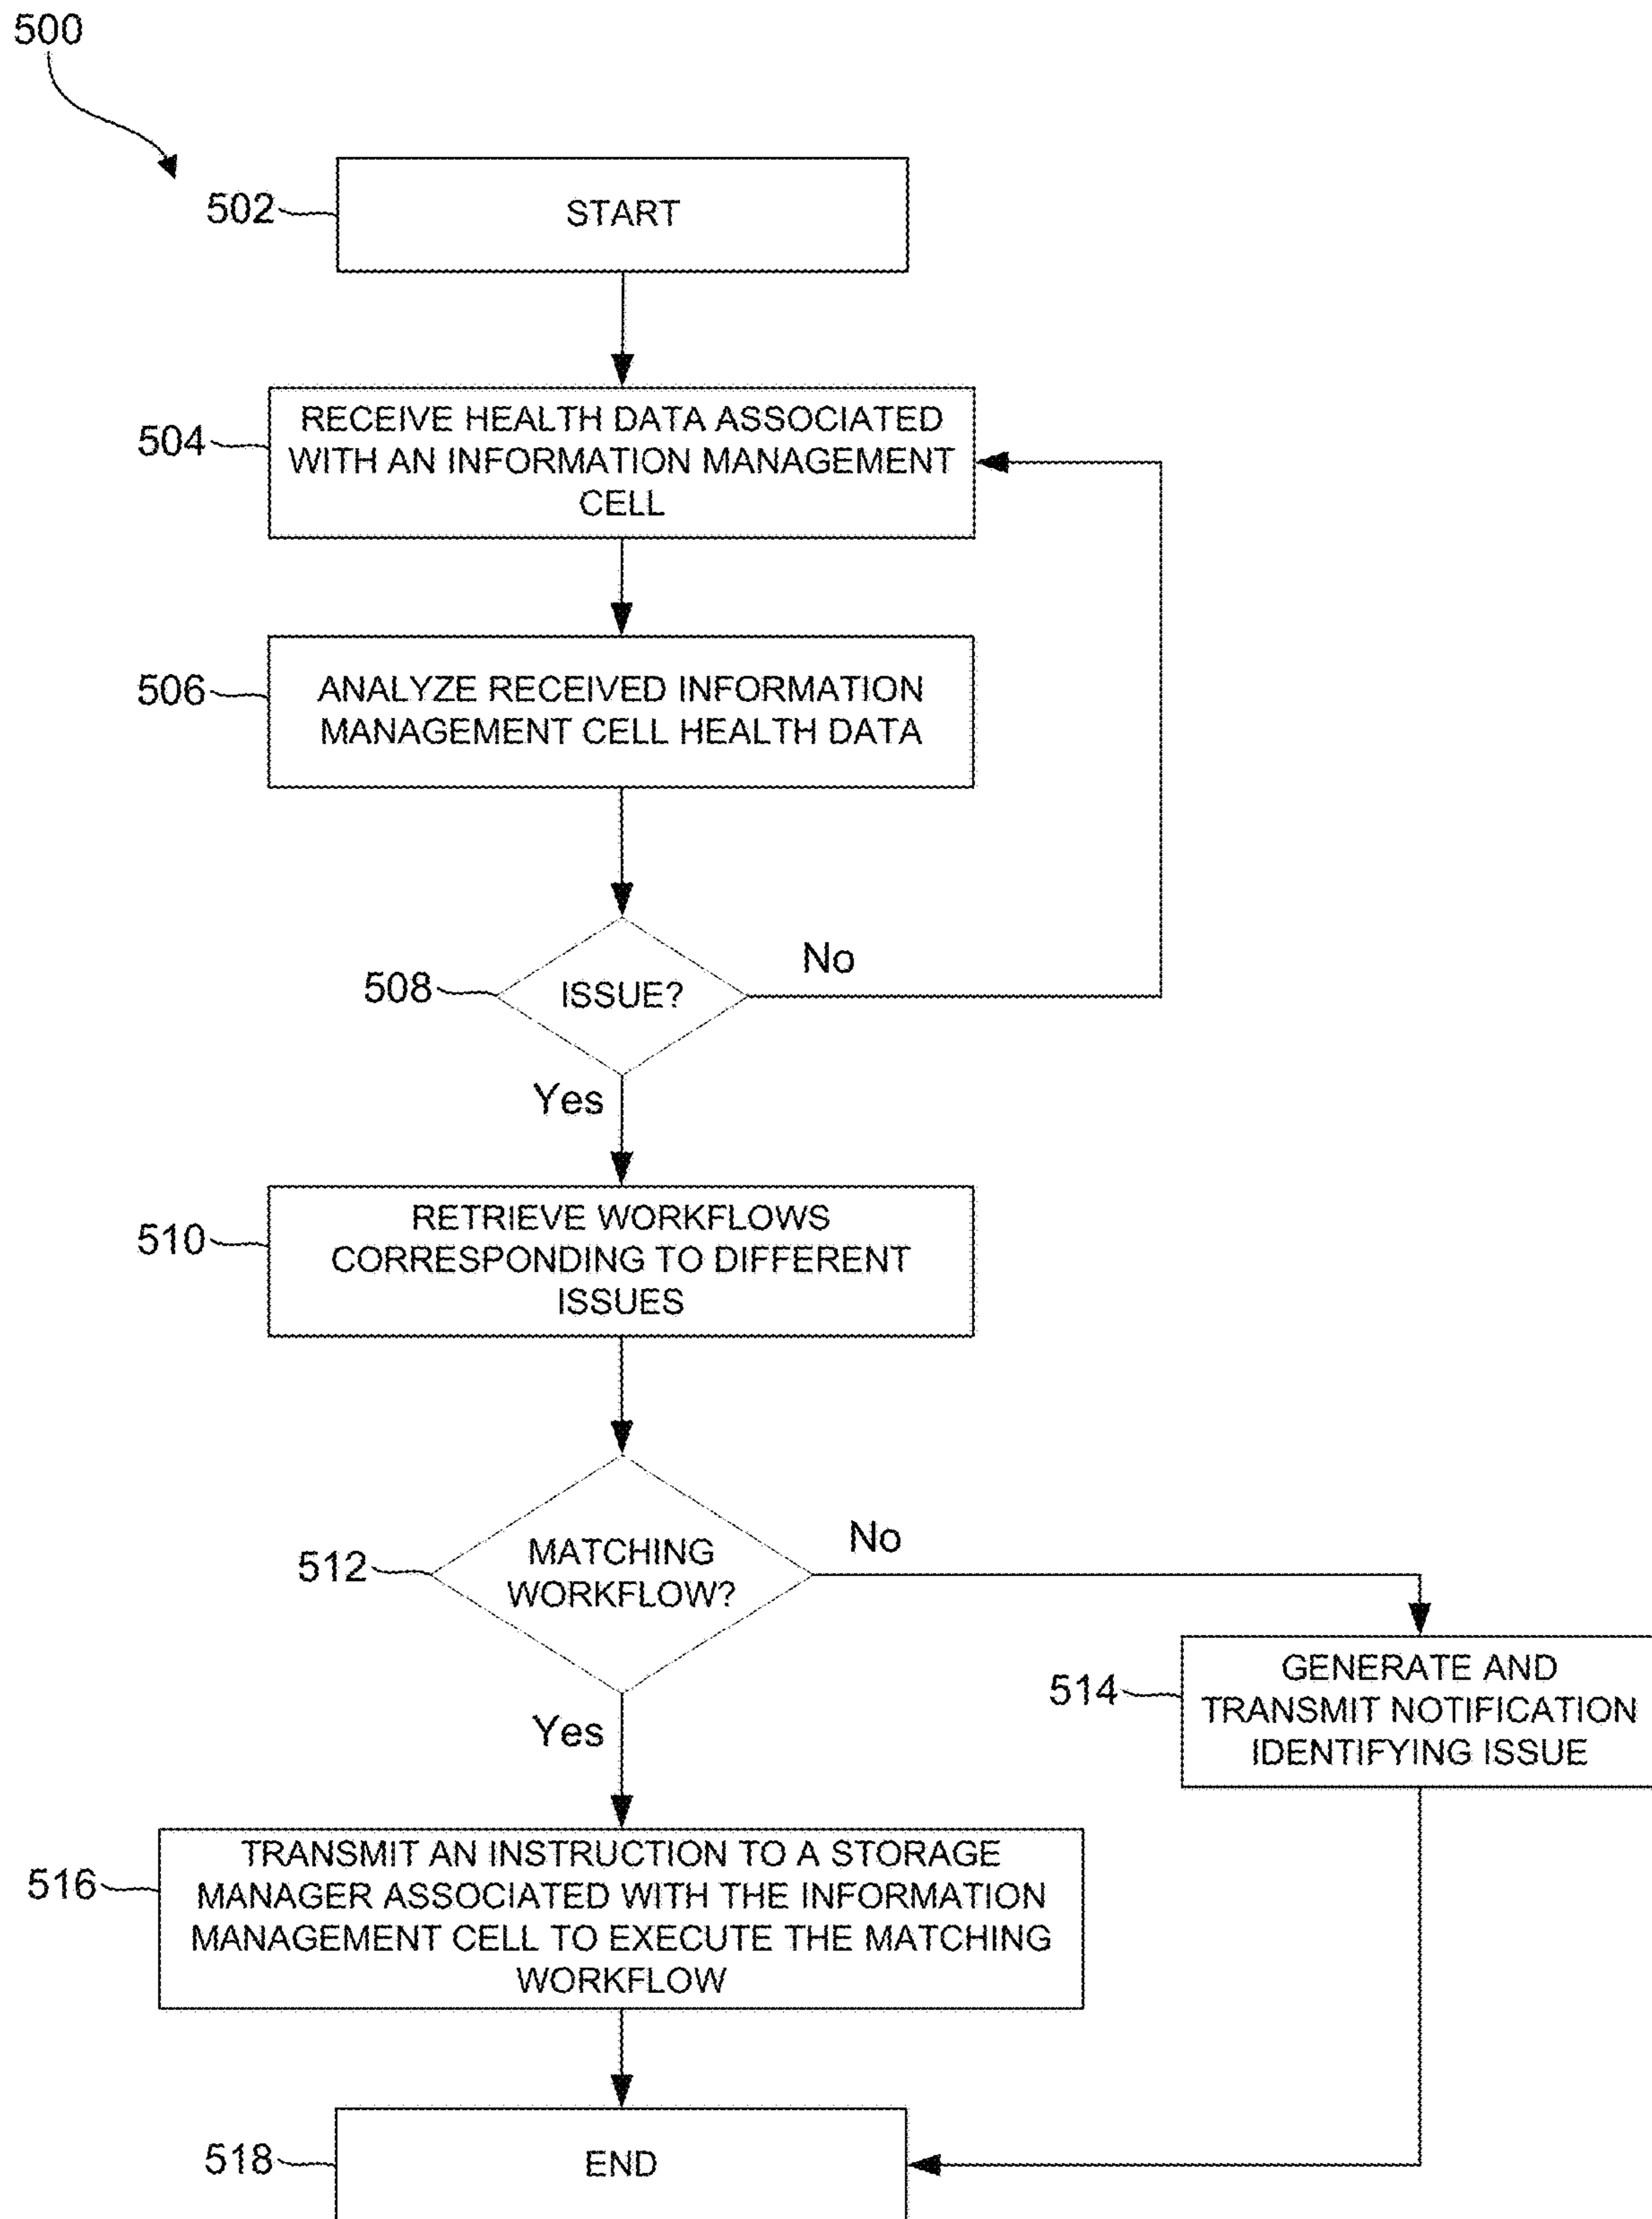 500
502
START
504
RECEIVE HEALTH DATA ASSOCIATED
WITH AN INFORMATION MANAGEMENT
CELL
506
ANALYZE RECEIVED INFORMATION
MANAGEMENT CELL HEALTH DATA
508
ISSUE?
No
Yes
510
RETRIEVE WORKFLOWS
CORRESPONDING TO DIFFERENT
ISSUES
512
MATCHING
WORKFLOW?
No
Yes
514
GENERATE AND
TRANSMIT NOTIFICATION
IDENTIFYING ISSUE
516
TRANSMIT AN INSTRUCTION TO A STORAGE
MANAGER ASSOCIATED WITH THE INFORMATION
MANAGEMENT CELL TO EXECUTE THE MATCHING
WORKFLOW
518
END